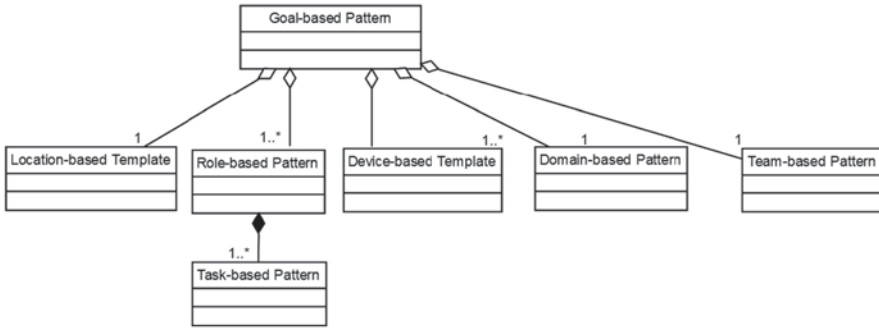 Goal-based Pattern
1
1..*
1..*
1
1
Location-based Template
Role-based Pattern
Device-based Template
Domain-based Pattern
Team-based Pattern
1..*
Task-based Pattern